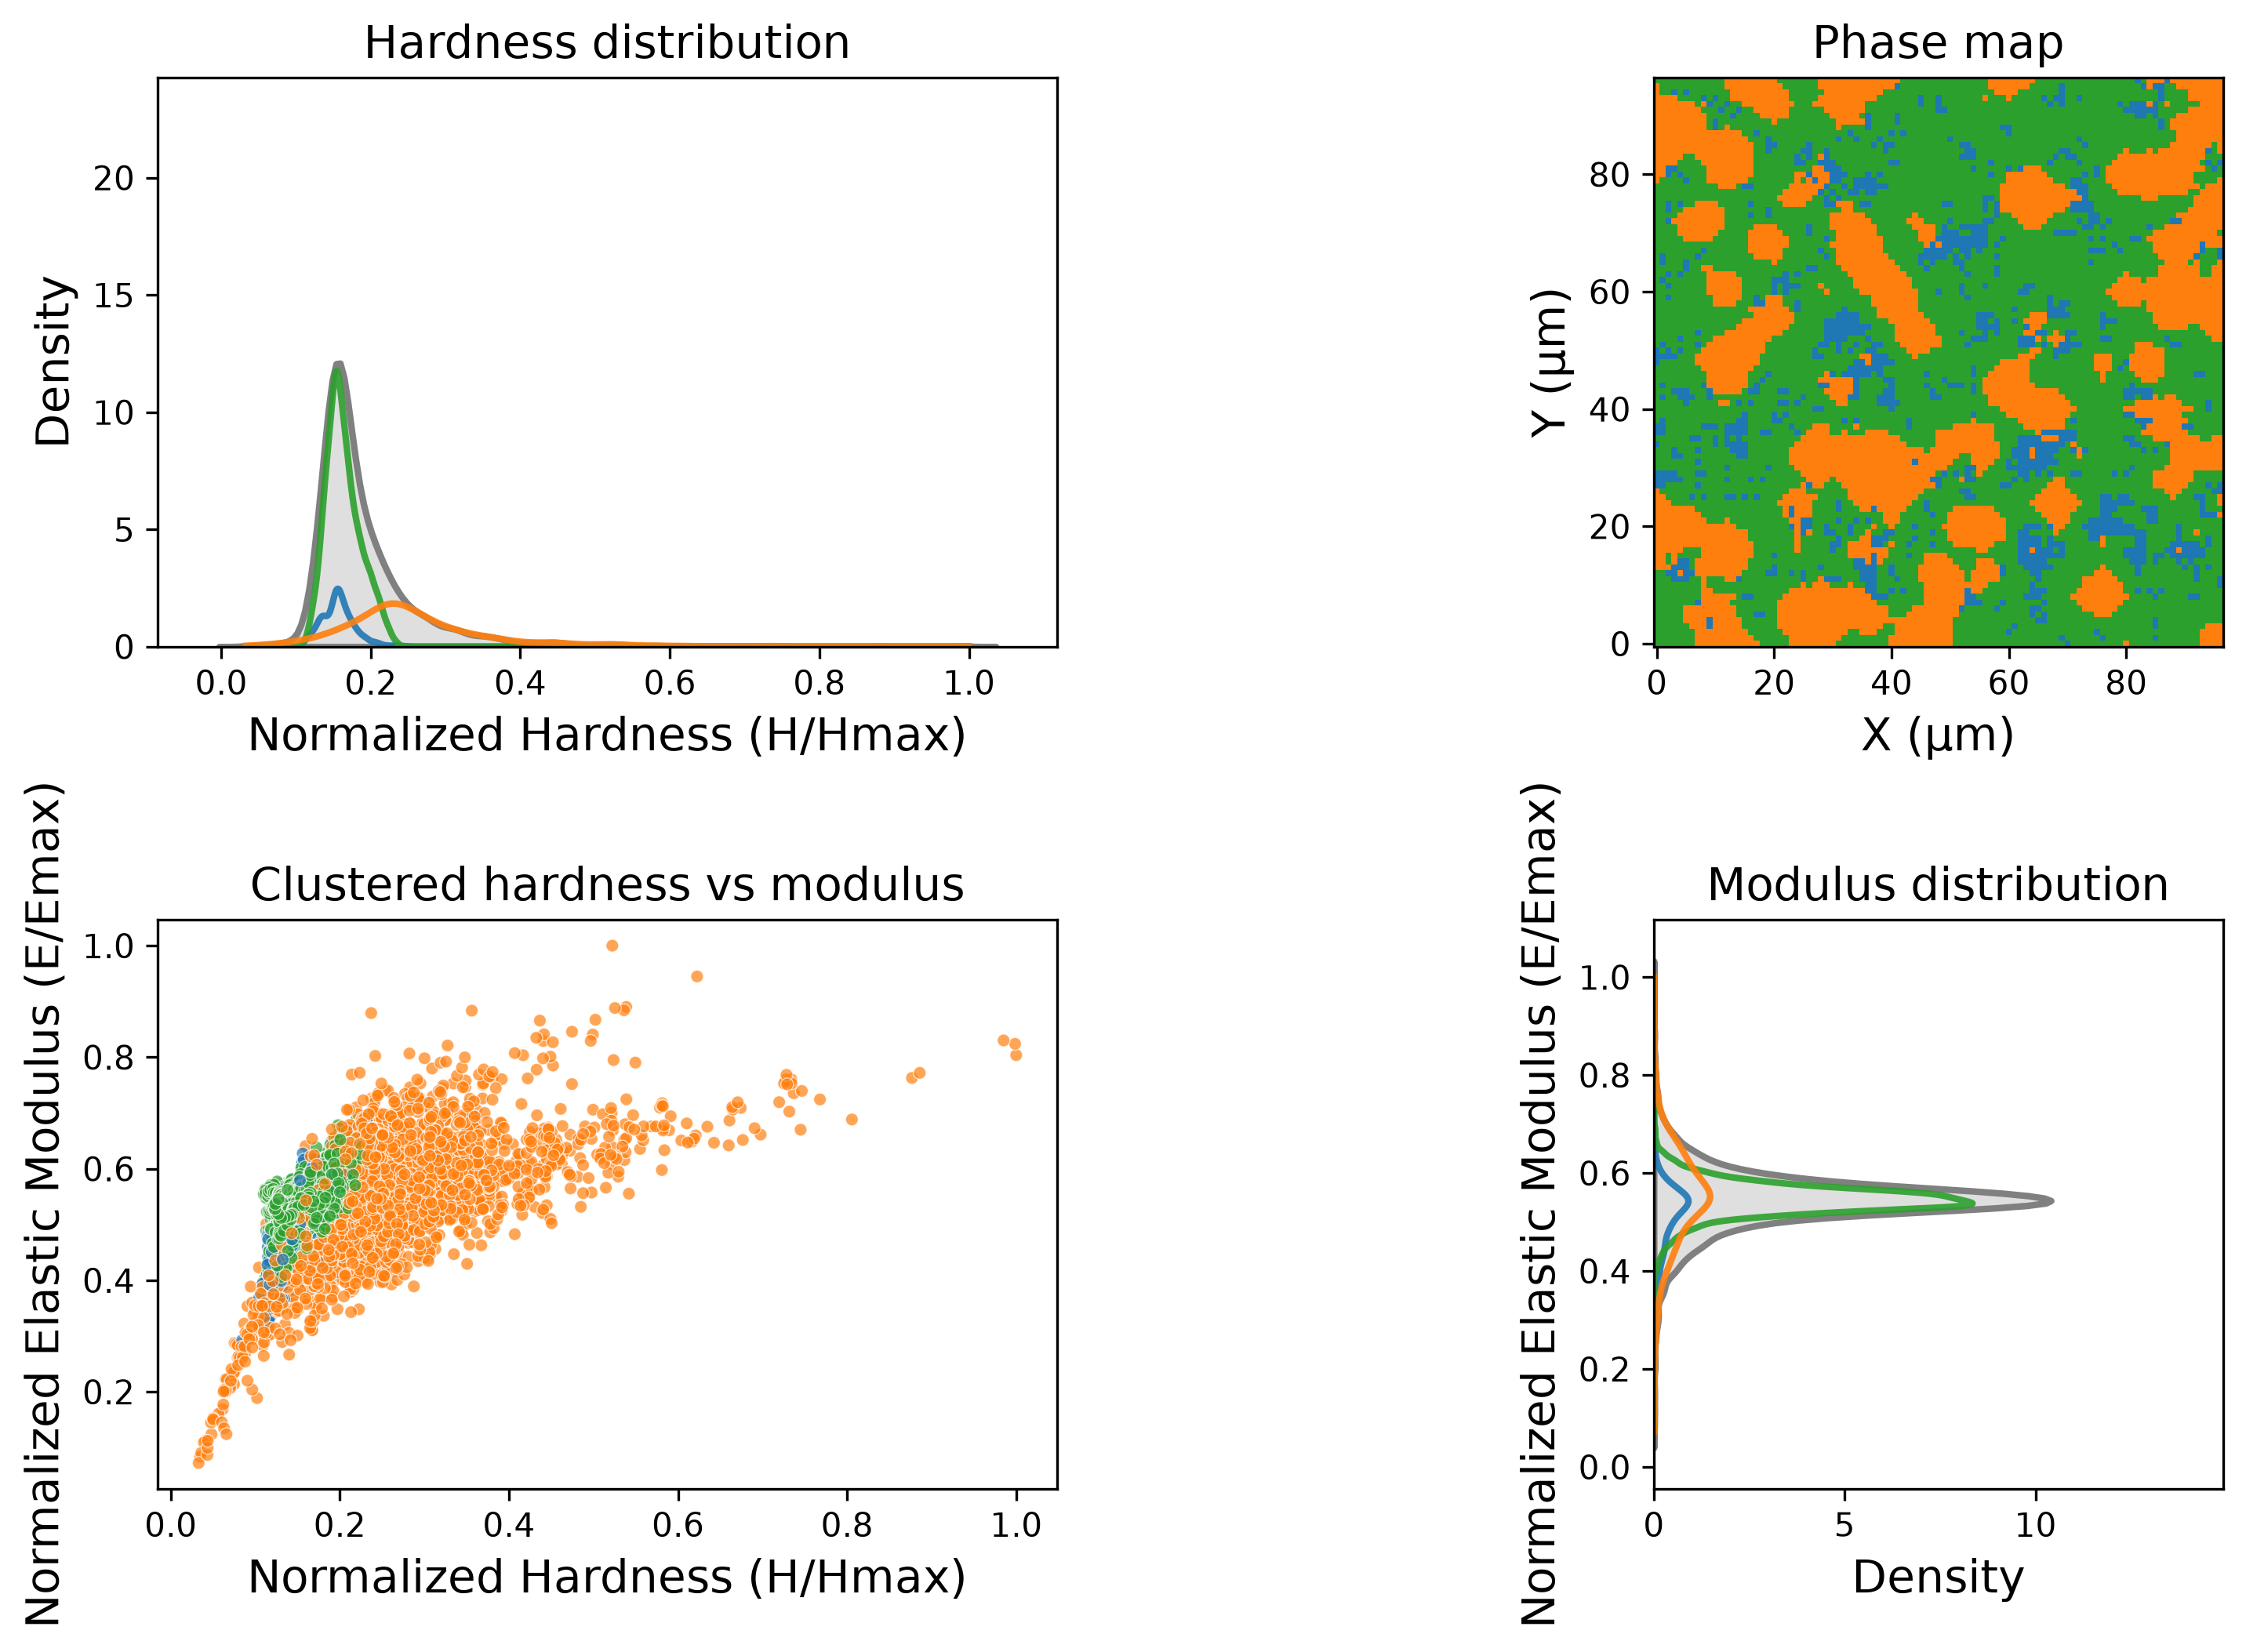 Hardness distribution
Density
20
15
10
5
0
0.0 0.2 0.4 0.6 0.8 1.0
Normalized Hardness (H/Hmax)
Phase map
Y (µm)
80
60
40
20
0
0 20 40 60 80
X (µm)
Clustered hardness vs modulus
Normalized Elastic Modulus (E/Emax)
1.0
0.8
0.6
0.4
0.2
0.0 0.2 0.4 0.6 0.8 1.0
Normalized Hardness (H/Hmax)
Modulus distribution
Normalized Elastic Modulus (E/Emax)
1.0
0.8
0.6
0.4
0.2
0.0
0 5 10
Density